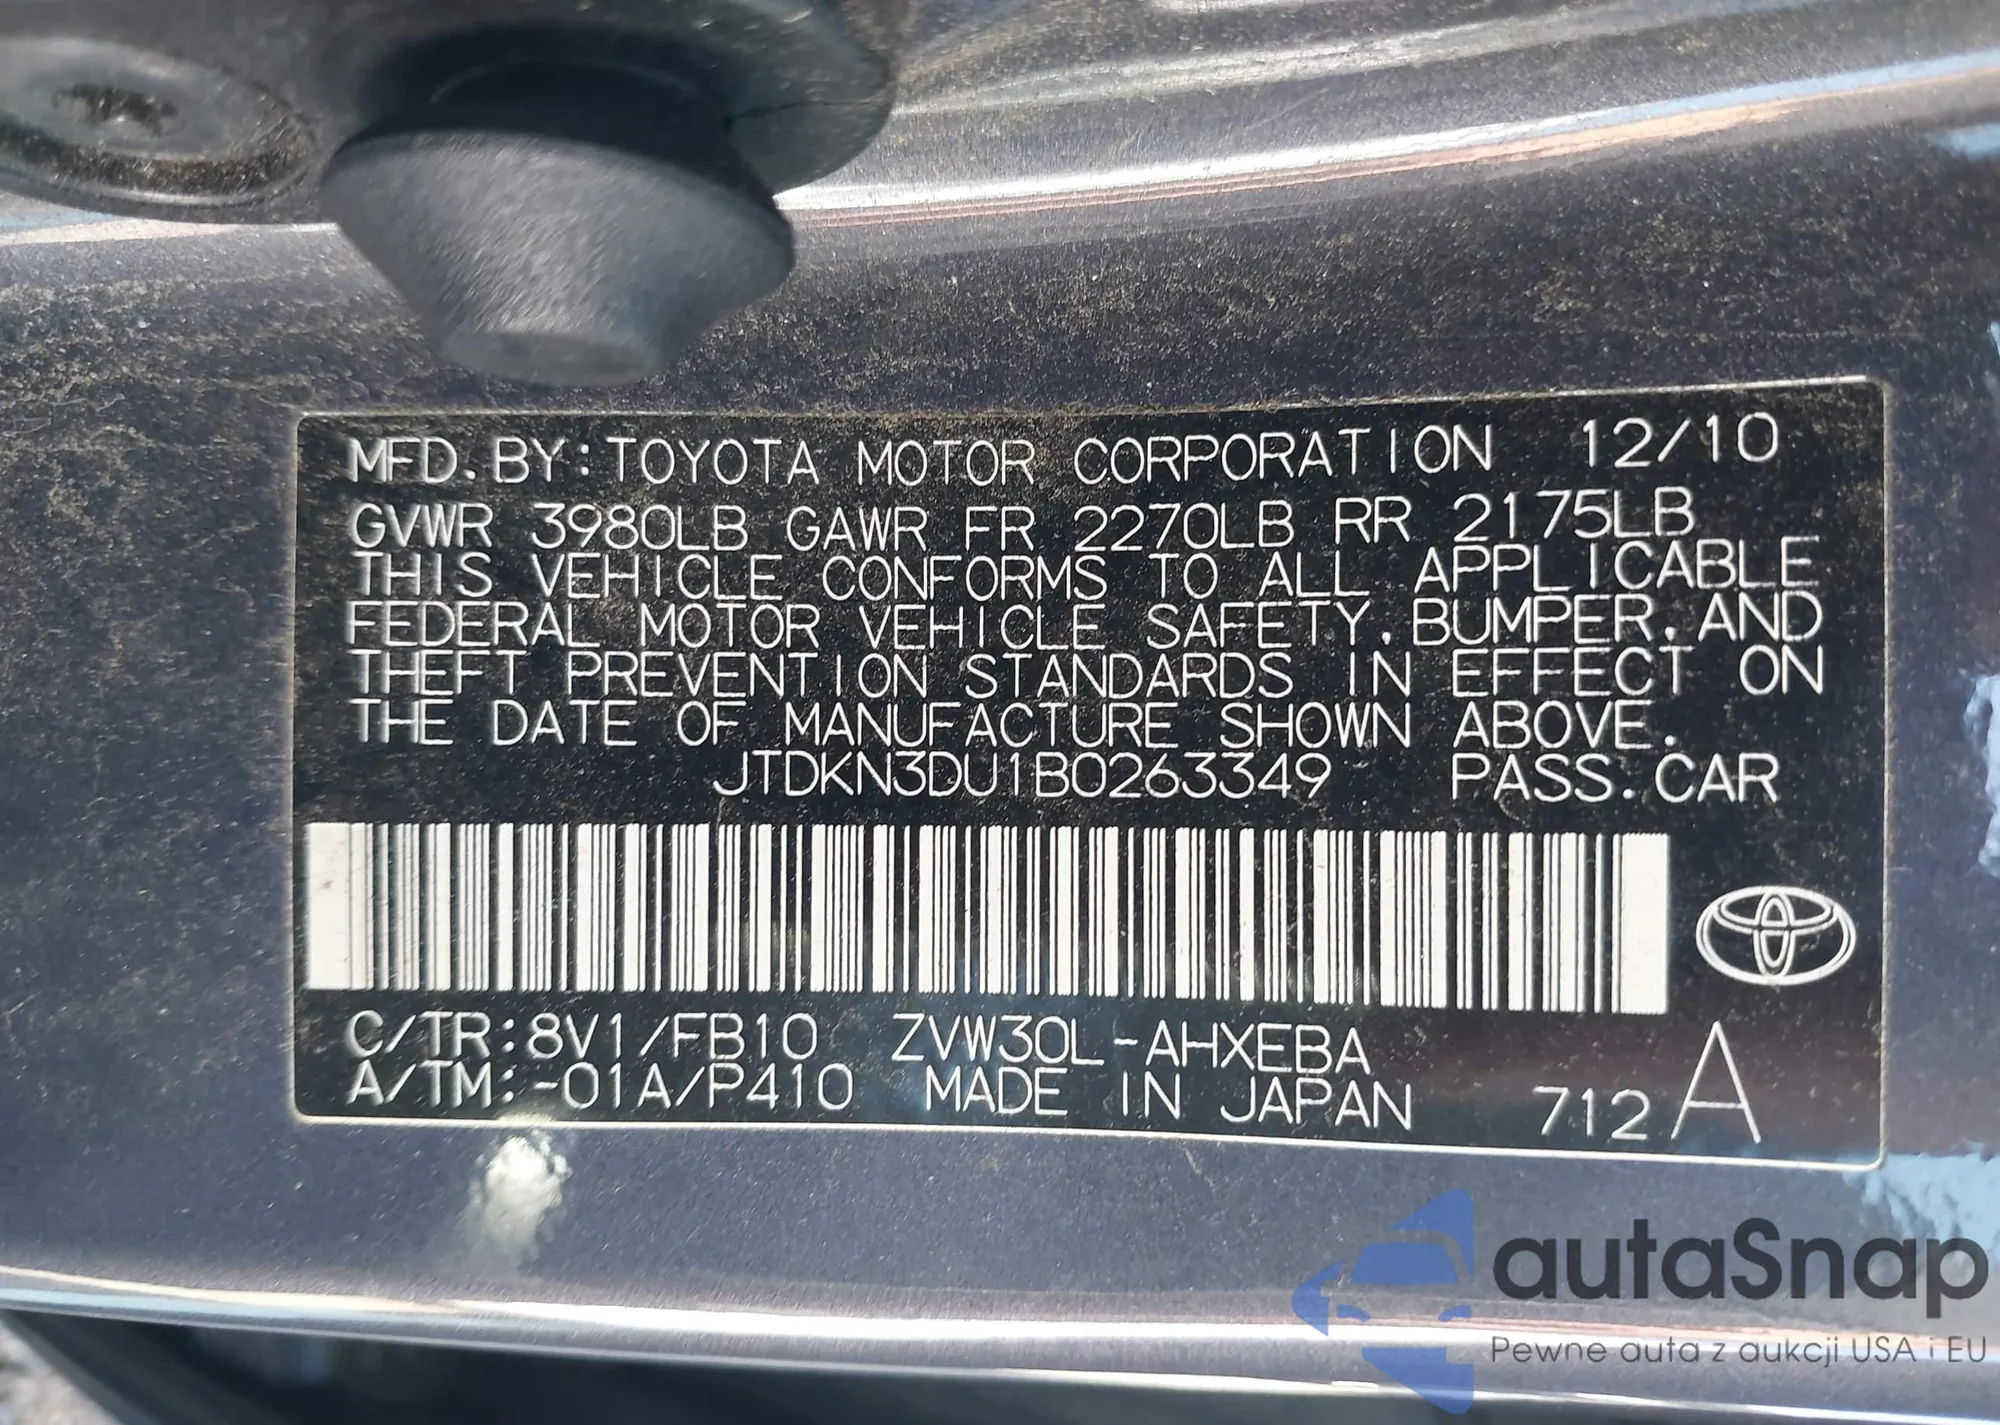 MFD. BY: TOYOTA MOTOR CORPORATION 12/10
GVWR 3980LB GAWR FR 2270LB RR 2175LB
THIS VEHICLE CONFORMS TO ALL APPLICABLE
FEDERAL MOTOR VEHICLE SAFETY, BUMPER, AND
THEFT PREVENTION STANDARDS IN EFFECT ON
THE DATE OF MANUFACTURE SHOWN ABOVE.
JTDKN3DU1B0263349 PASS. CAR
C/TR: 8V1/FB10 ZVW30L-AHXEBA
A/TM: -01A/P410 MADE IN JAPAN 712 A
autaSnap
Pewne auta z aukcji USA i EU